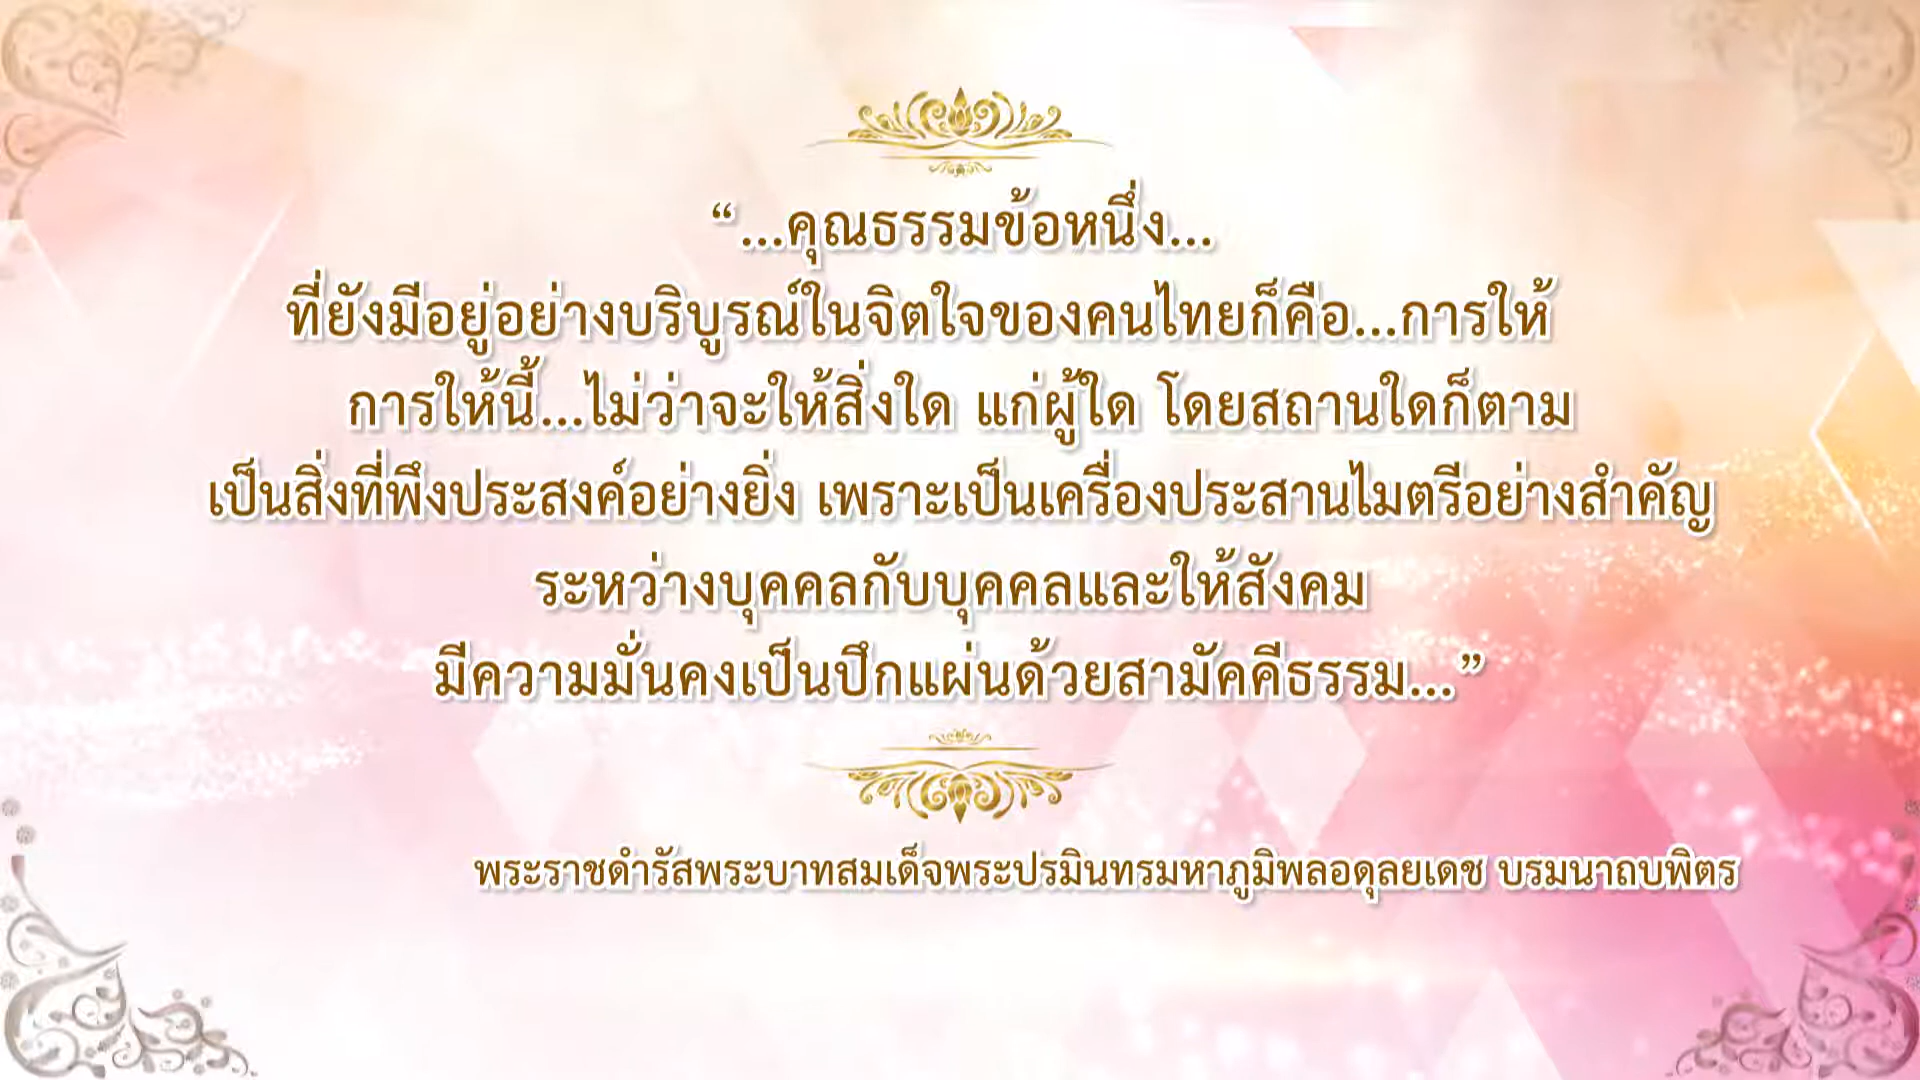 “...คุณธรรมข้อหนึ่ง...
ที่ยังมีอยู่อย่างบริบูรณ์ในจิตใจของคนไทยก็คือ...การให้
การให้นี้...ไม่ว่าจะให้สิ่งใด แก่ผู้ใด โดยสถานใดก็ตาม
เป็นสิ่งที่พึงประสงค์อย่างยิ่ง เพราะเป็นเครื่องประสานไมตรีอย่างสำคัญ
ระหว่างบุคคลกับบุคคลและให้สังคม
มีความมั่นคงเป็นปึกแผ่นด้วยสามัคคีธรรม...”
พระราชดำรัสพระบาทสมเด็จพระปรมินทรมหาภูมิพลอดุลยเดช บรมนาถบพิตร